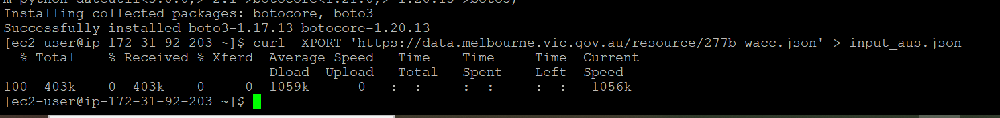 Installing collected packages: botocore, boto3
Successfully installed boto3-1.17.13 botocore-1.20.13
[ec2-user@ip-172-31-92-203 ~]$ curl -XPORT 'https://data.melbourne.vic.gov.au/resource/277b-wacc.json' > input_aus.json
  % Total    % Received % Xferd  Average Speed   Time    Time     Time  Current
                                 Dload  Upload   Total   Spent    Left  Speed
100  403k    0  403k    0     0  1059k      0 --:--:-- --:--:-- --:--:-- 1056k
[ec2-user@ip-172-31-92-203 ~]$